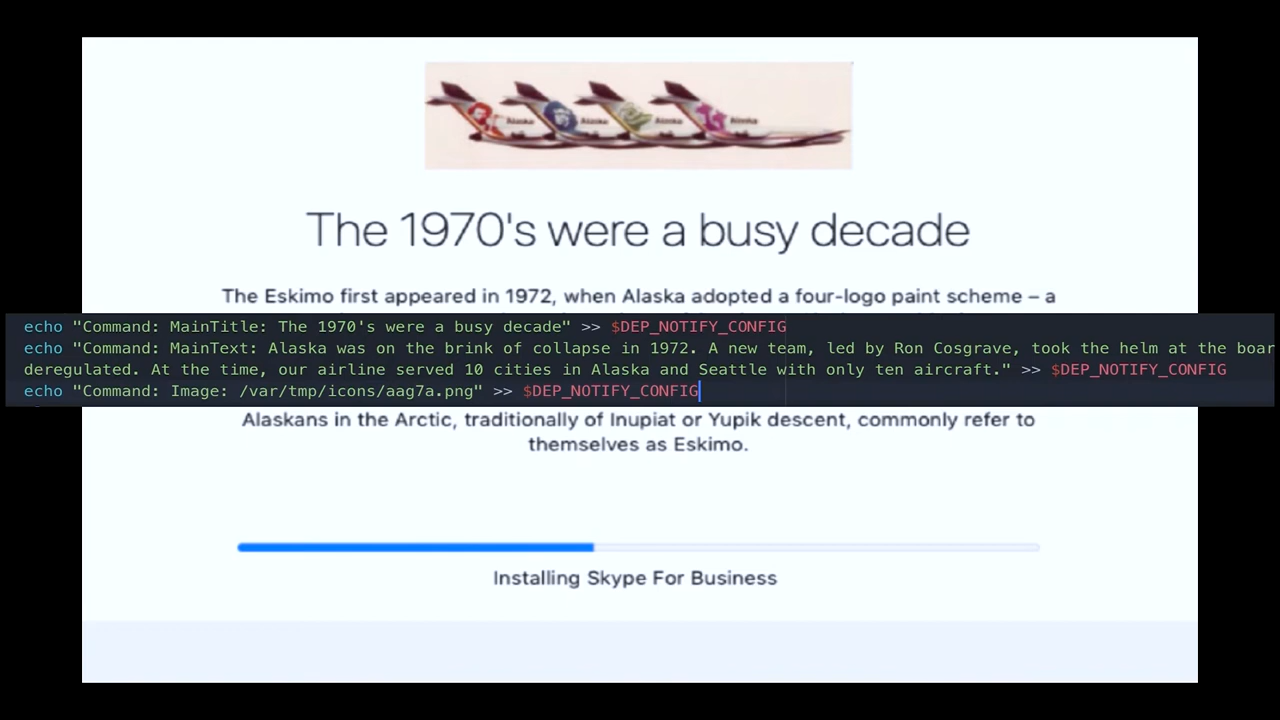 Alaska Alaska Alaska Alaska
The 1970's were a busy decade
The Eskimo first appeared in 1972, when Alaska adopted a four-logo paint scheme – a
echo "Command: MainTitle: The 1970's were a busy decade" >> $DEP_NOTIFY_CONFIG
echo "Command: MainText: Alaska was on the brink of collapse in 1972. A new team, led by Ron Cosgrave, took the helm at the boar
deregulated. At the time, our airline served 10 cities in Alaska and Seattle with only ten aircraft." >> $DEP_NOTIFY_CONFIG
echo "Command: Image: /var/tmp/icons/aag7a.png" >> $DEP_NOTIFY_CONFIG
Alaskans in the Arctic, traditionally of Inupiat or Yupik descent, commonly refer to
themselves as Eskimo.
Installing Skype For Business